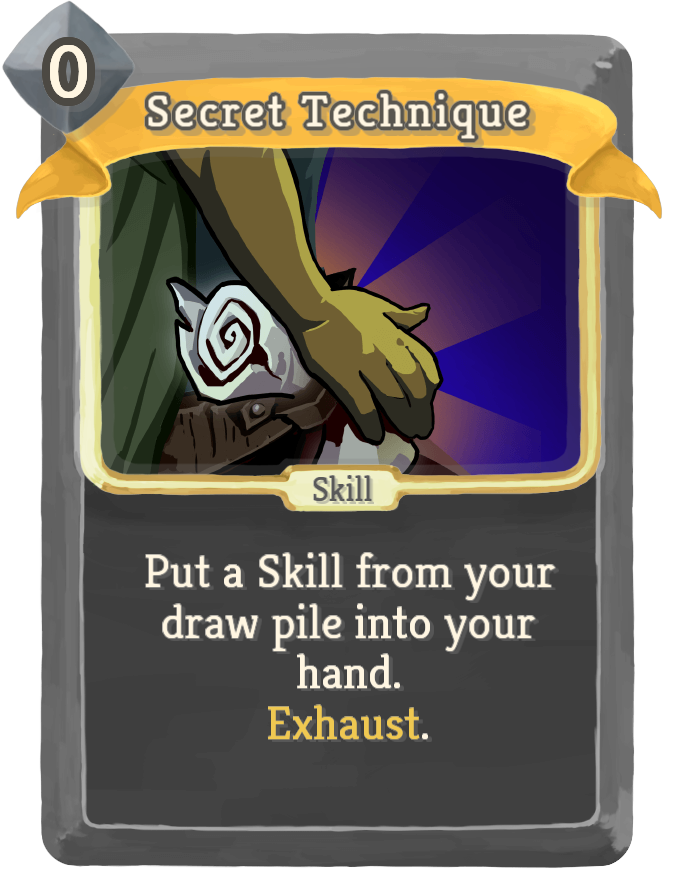 0
Secret Technique
Skill
Put a Skill from your
draw pile into your
hand.
Exhaust.